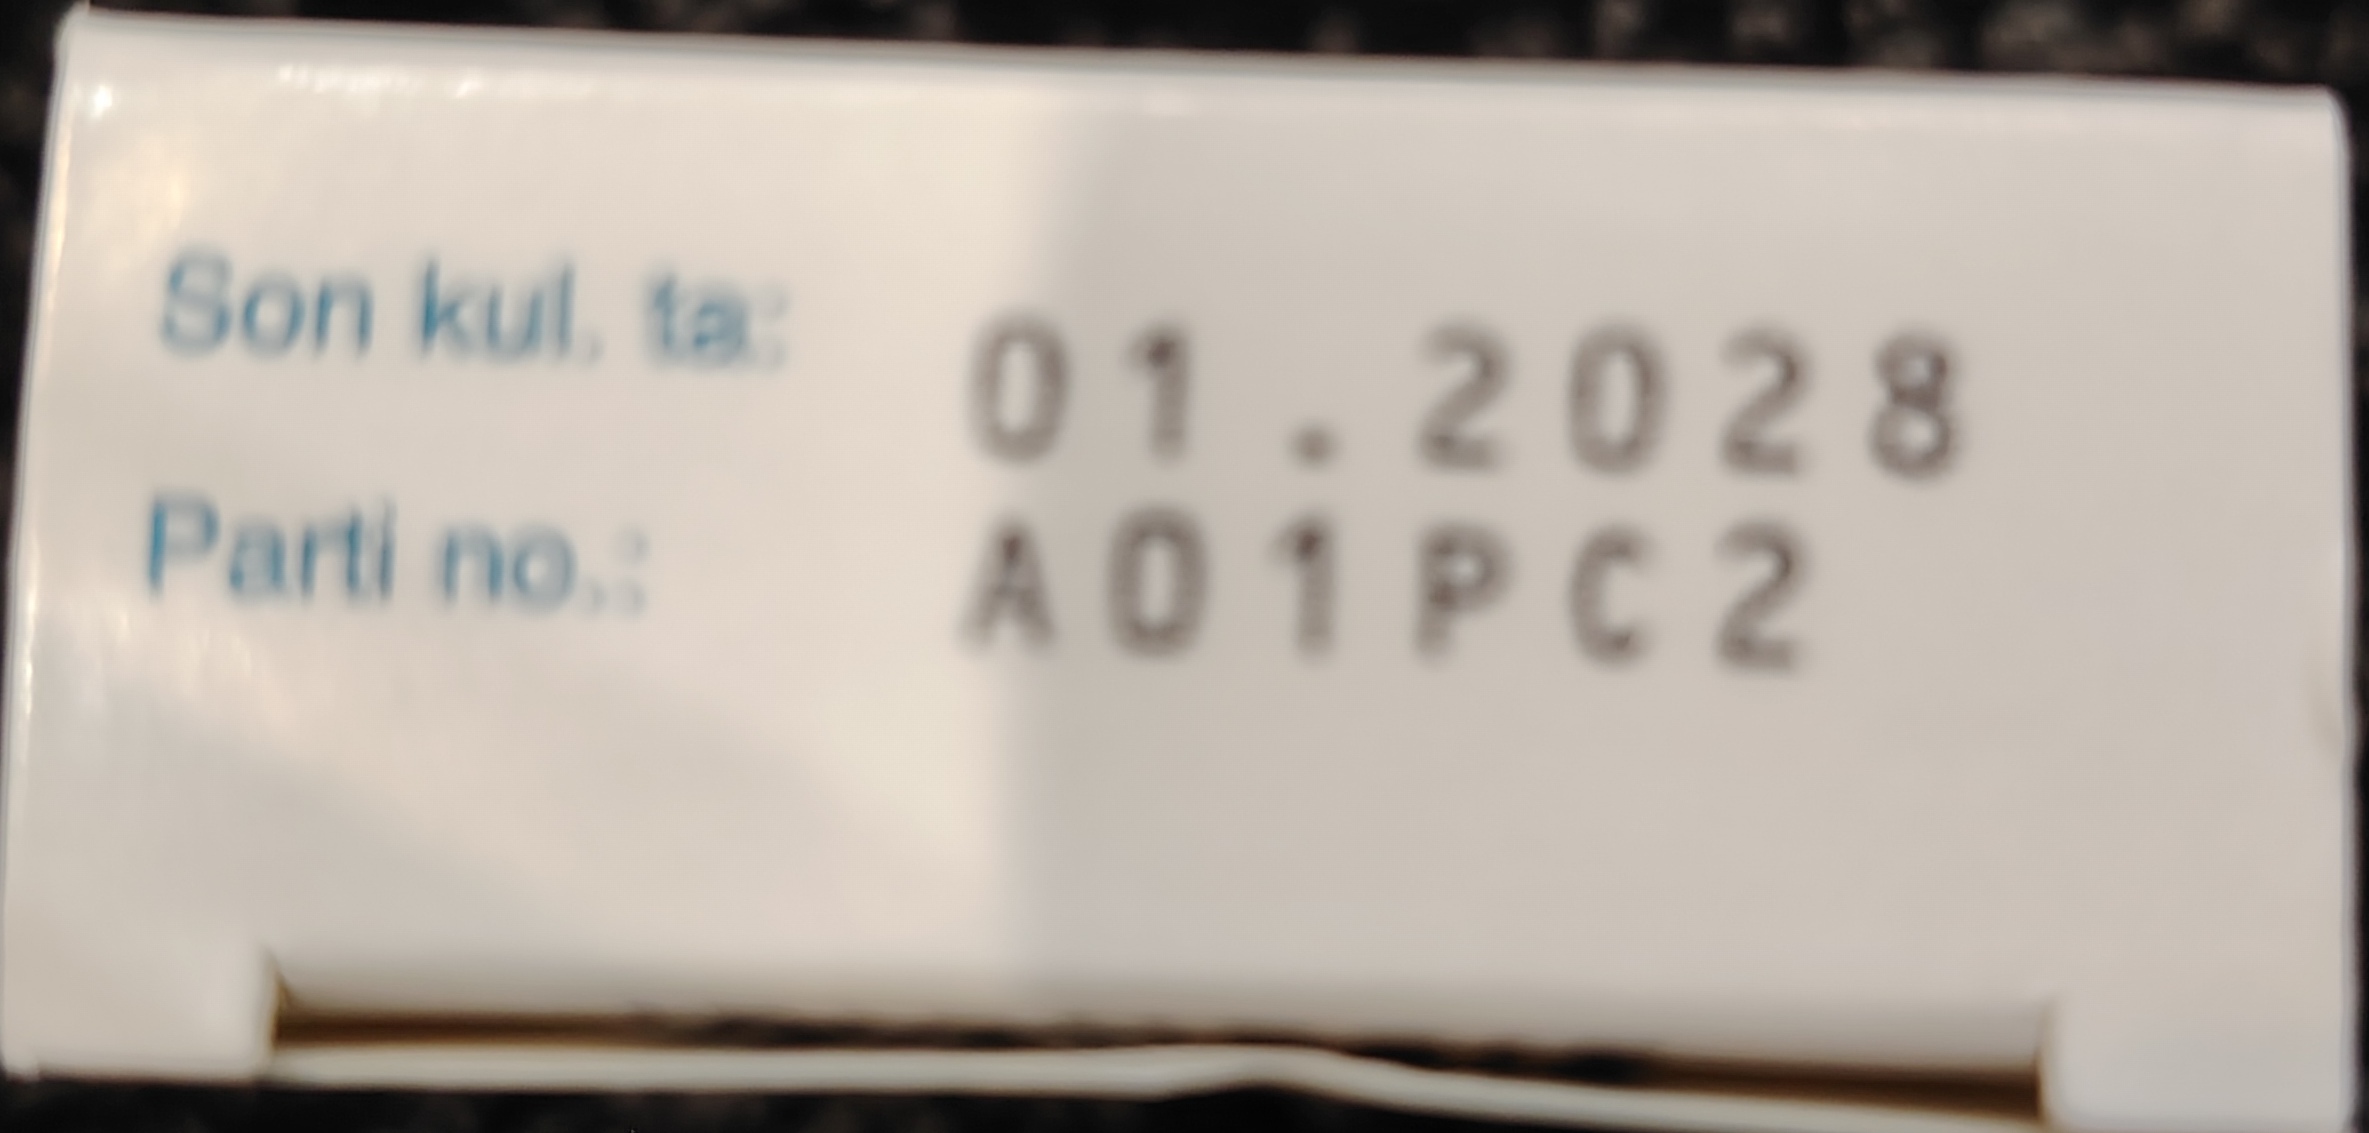 Son kul. ta: 01.2028
Parti no.: A01PC2